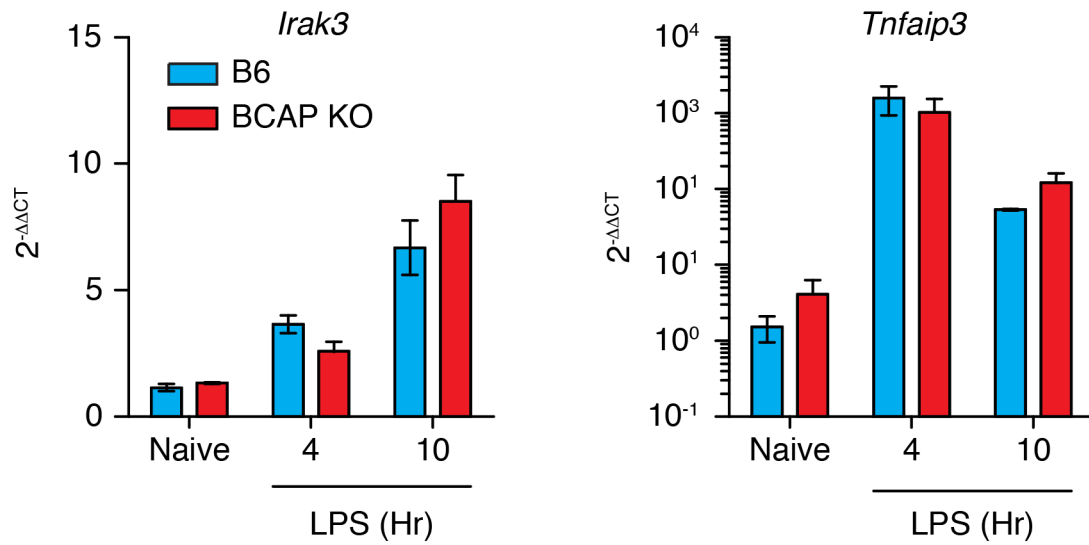 Irak3
15
10
5
0
2-ΔΔCT
B6
BCAP KO
Naive
4
10
LPS (Hr)
Tnfaip3
10⁴
10³
10¹
10¹
10⁰
10⁻¹
2-ΔΔCT
Naive
4
10
LPS (Hr)